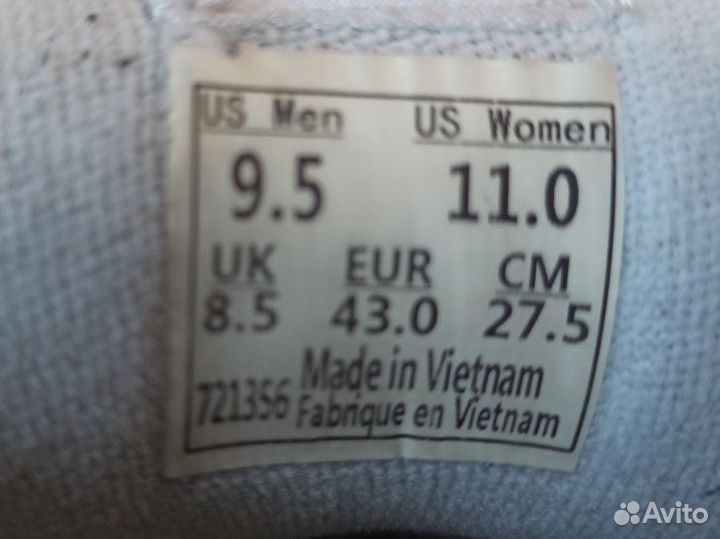 US Men US Women
9.5 11.0
UK EUR CM
8.5 43.0 27.5
721356 Made in Vietnam
Fabrique en Vietnam
Avito